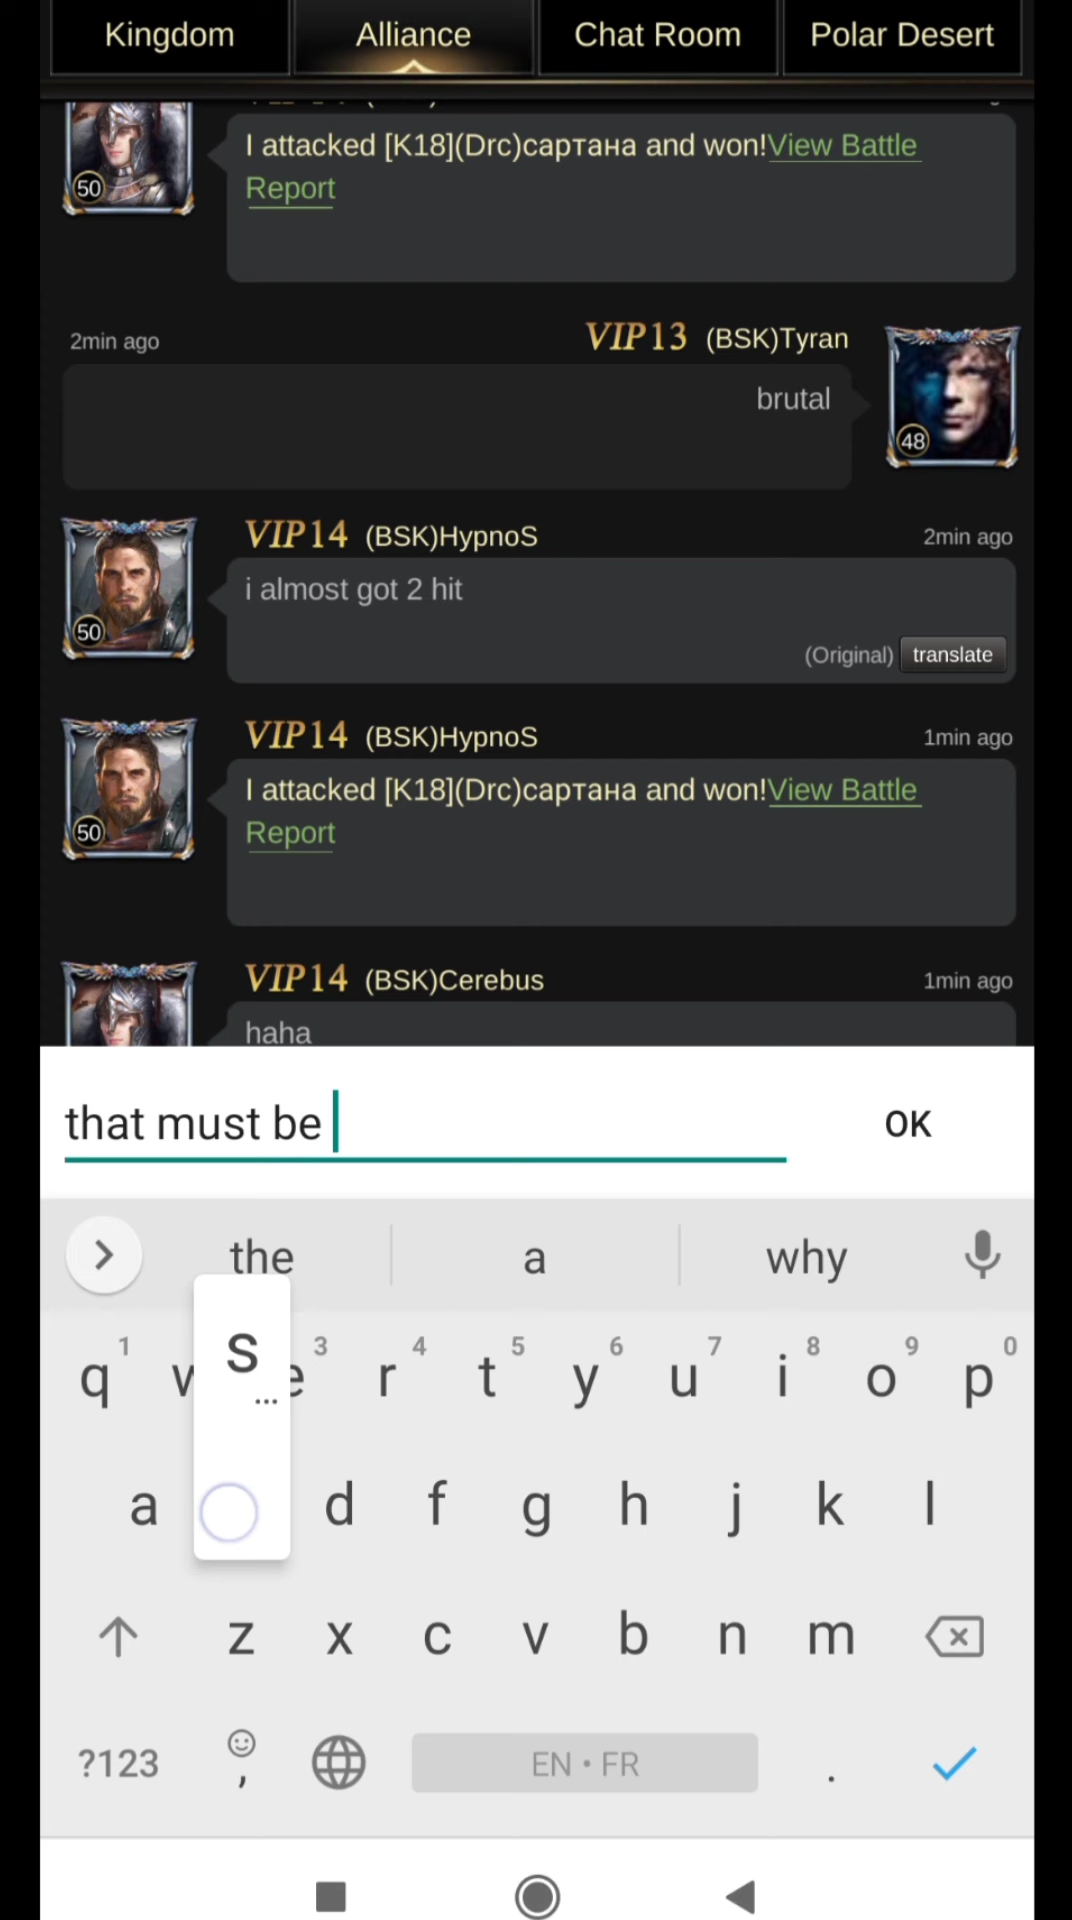 Kingdom Alliance Chat Room Polar Desert
I attacked [K18](Drc)сартана and won!View Battle
Report
50
2min ago VIP13 (BSK)Tyran
brutal
48
VIP14 (BSK)HypnoS 2min ago
i almost got 2 hit
50
(Original) translate
VIP14 (BSK)HypnoS 1min ago
I attacked [K18](Drc)сартана and won!View Battle
Report
50
VIP14 (BSK)Cerebus 1min ago
haha
that must be OK
the a why
s
...
1 3 4 5 6 7 8 9 0
q w e r t y u i o p
a d f g h j k l
z x c v b n m
?123 , EN • FR .